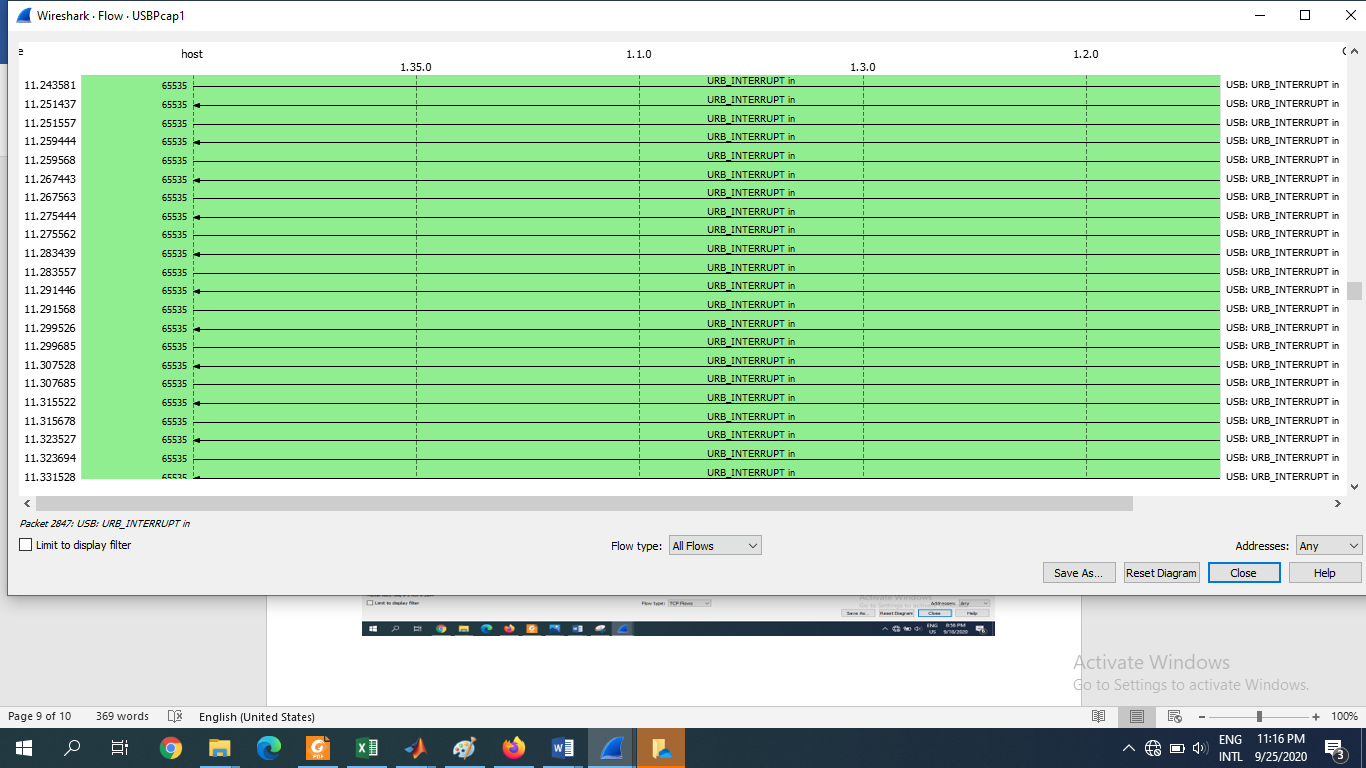 Wireshark · Flow · USBPcap1
e host 1.1.0 1.2.0
1.35.0 1.3.0
11.243581 65535 URB_INTERRUPT in USB: URB_INTERRUPT in
11.251437 65535 URB_INTERRUPT in USB: URB_INTERRUPT in
11.251557 65535 URB_INTERRUPT in USB: URB_INTERRUPT in
11.259444 65535 URB_INTERRUPT in USB: URB_INTERRUPT in
11.259568 65535 URB_INTERRUPT in USB: URB_INTERRUPT in
11.267443 65535 URB_INTERRUPT in USB: URB_INTERRUPT in
11.267563 65535 URB_INTERRUPT in USB: URB_INTERRUPT in
11.275444 65535 URB_INTERRUPT in USB: URB_INTERRUPT in
11.275562 65535 URB_INTERRUPT in USB: URB_INTERRUPT in
11.283439 65535 URB_INTERRUPT in USB: URB_INTERRUPT in
11.283557 65535 URB_INTERRUPT in USB: URB_INTERRUPT in
11.291446 65535 URB_INTERRUPT in USB: URB_INTERRUPT in
11.291568 65535 URB_INTERRUPT in USB: URB_INTERRUPT in
11.299526 65535 URB_INTERRUPT in USB: URB_INTERRUPT in
11.299685 65535 URB_INTERRUPT in USB: URB_INTERRUPT in
11.307528 65535 URB_INTERRUPT in USB: URB_INTERRUPT in
11.307685 65535 URB_INTERRUPT in USB: URB_INTERRUPT in
11.315522 65535 URB_INTERRUPT in USB: URB_INTERRUPT in
11.315678 65535 URB_INTERRUPT in USB: URB_INTERRUPT in
11.323527 65535 URB_INTERRUPT in USB: URB_INTERRUPT in
11.323694 65535 URB_INTERRUPT in USB: URB_INTERRUPT in
11.331528 65535 URB_INTERRUPT in USB: URB_INTERRUPT in
Packet 2847: USB: URB_INTERRUPT in
Limit to display filter Flow type: All Flows Addresses: Any
Save As... Reset Diagram Close Help
Limit to display filter Flow type: TCP Flows Addresses: Any
Save As... Reset Diagram Close Help
ENG 8:56 PM
US 9/18/2020
Activate Windows
Go to Settings to activate Windows.
Page 9 of 10 369 words English (United States) 100%
ENG 11:16 PM
INTL 9/25/2020 3